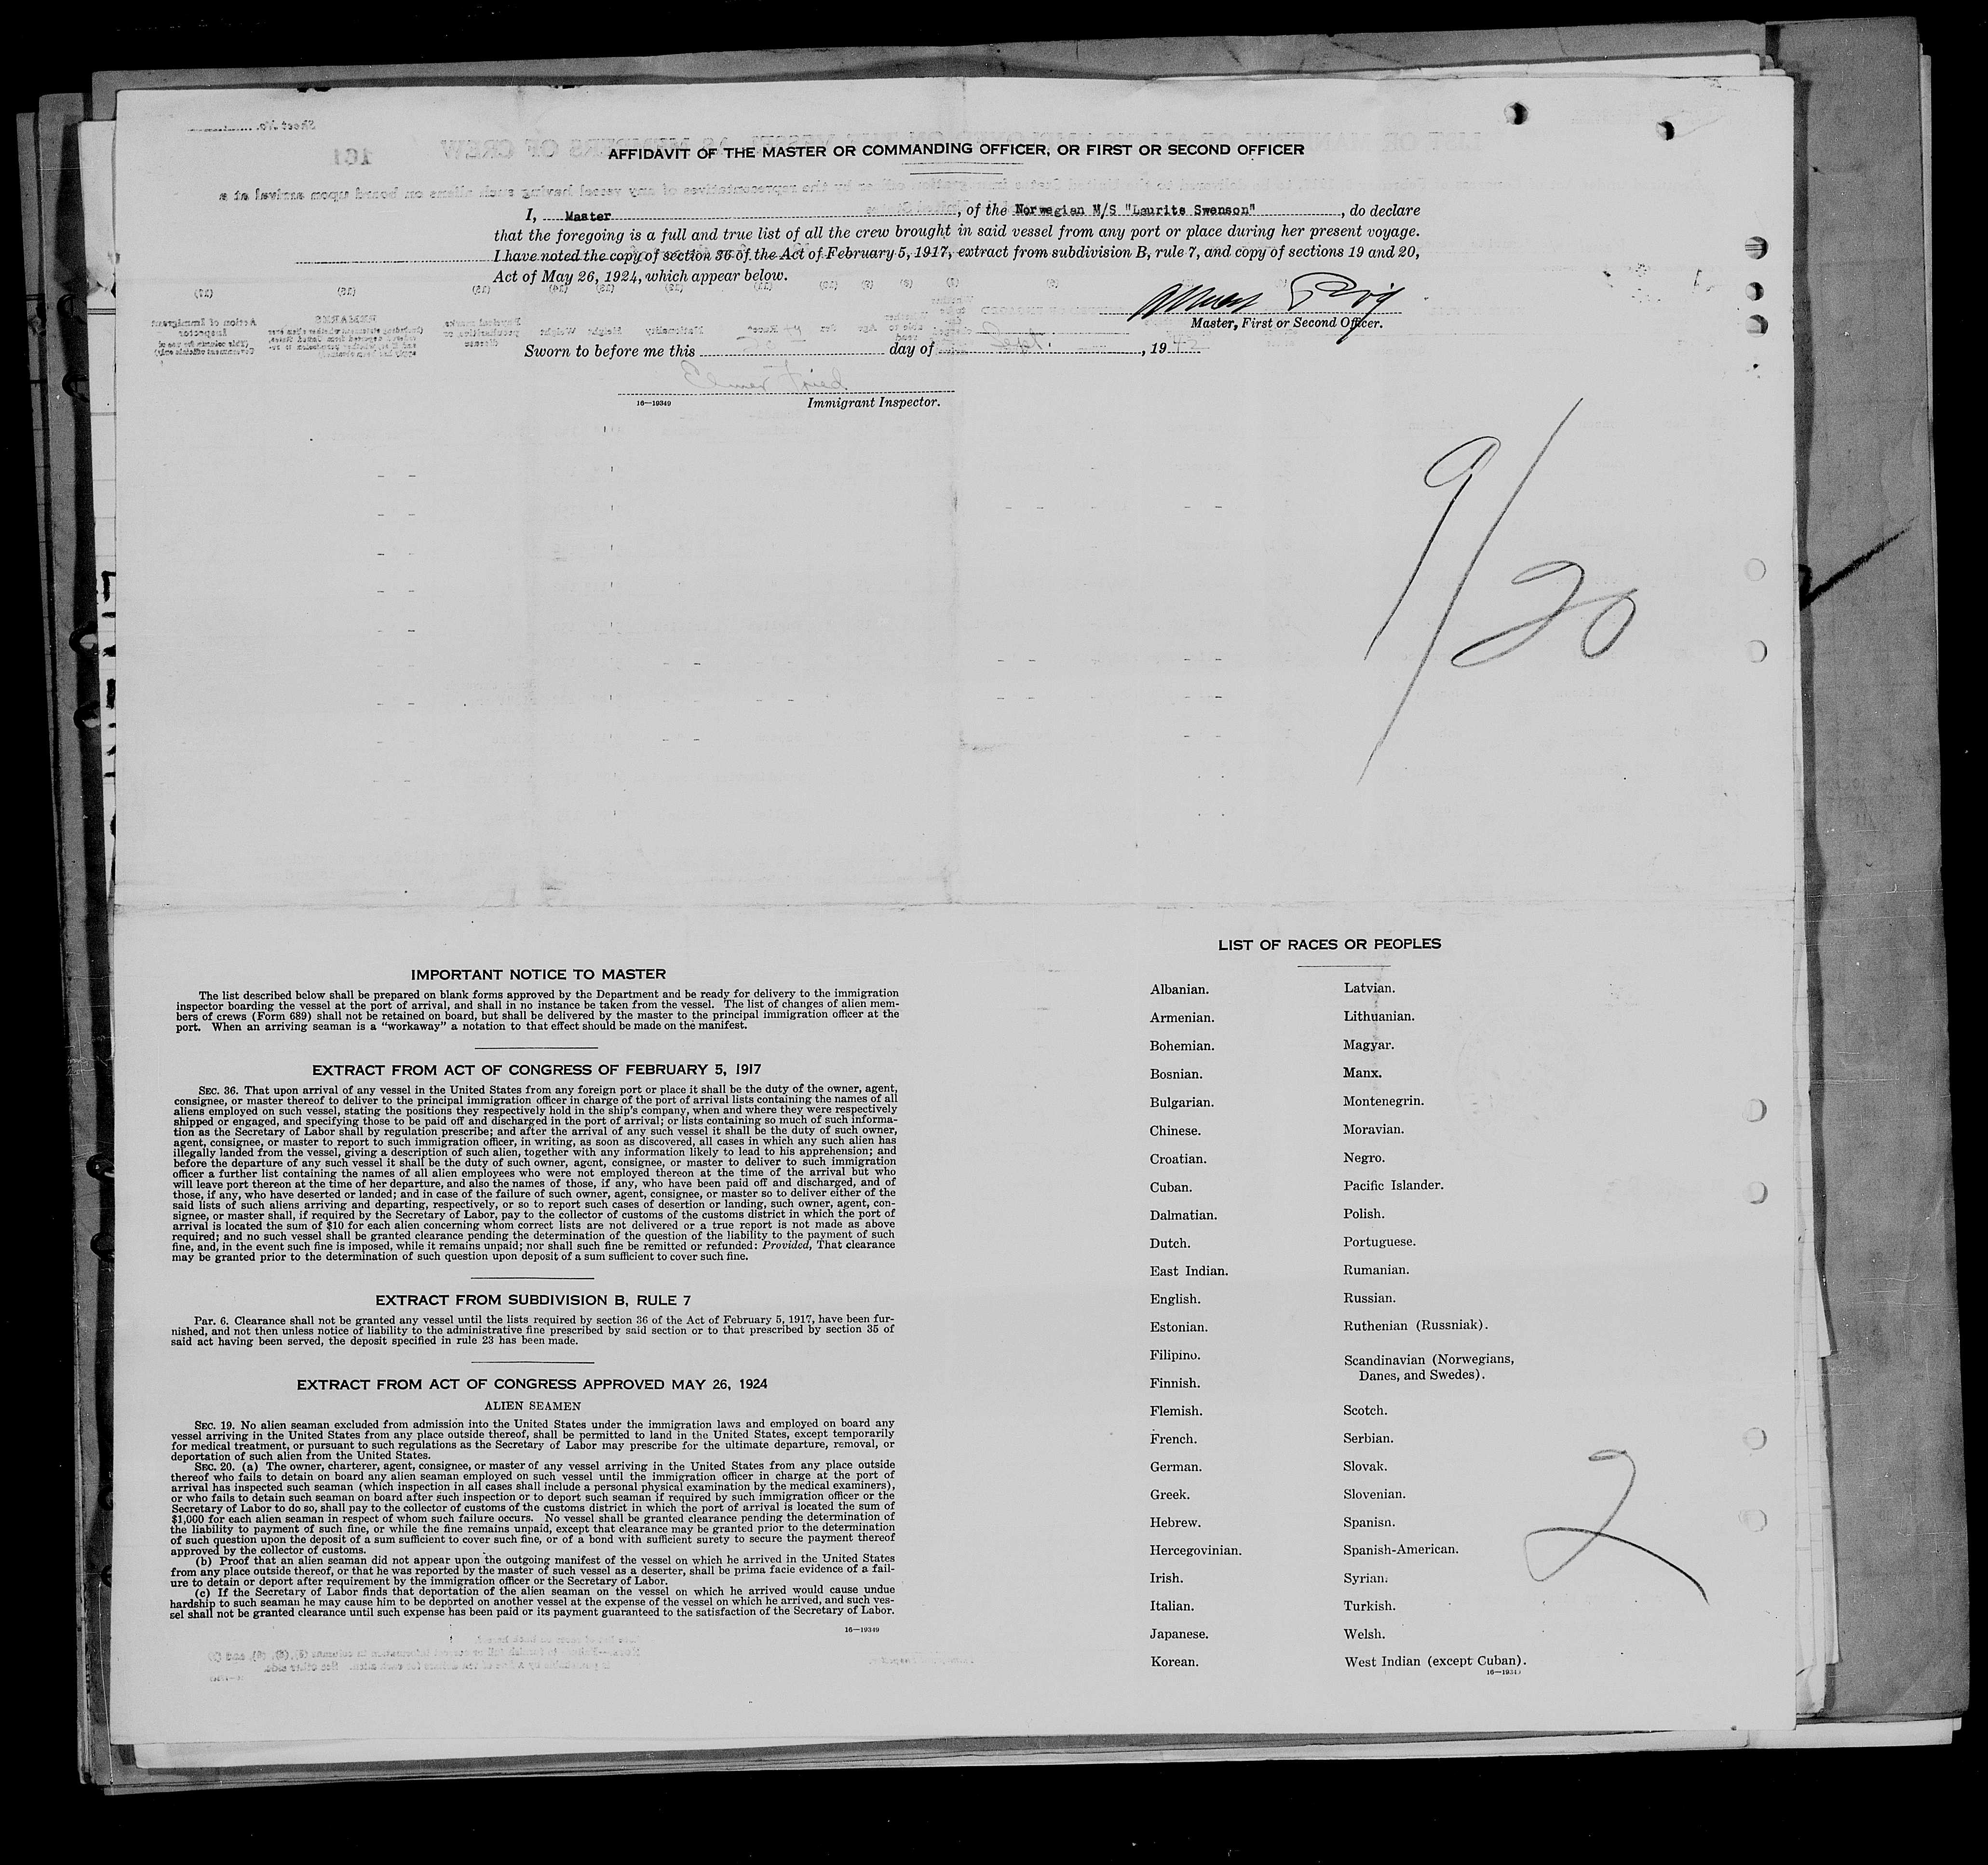 AFFIDAVIT OF THE MASTER OR COMMANDING OFFICER, OR FIRST OR SECOND OFFICER
I, Master, of the Norwegian M/S "Laurits Swenson", do declare
that the foregoing is a full and true list of all the crew brought in said vessel from any port or place during her present voyage.
I have noted the copy of section 36 of the Act of February 5, 1917, extract from subdivision B, rule 7, and copy of sections 19 and 20,
Act of May 26, 1924, which appear below.
Master, First or Second Officer.
Sworn to before me this day of Sept., 19 42
Elmer Fried
16—19349 Immigrant Inspector.
9/20
IMPORTANT NOTICE TO MASTER
The list described below shall be prepared on blank forms approved by the Department and be ready for delivery to the immigration
inspector boarding the vessel at the port of arrival, and shall in no instance be taken from the vessel. The list of changes of alien mem-
bers of crews (Form 689) shall not be retained on board, but shall be delivered by the master to the principal immigration officer at the
port. When an arriving seaman is a "workaway" a notation to that effect should be made on the manifest.
EXTRACT FROM ACT OF CONGRESS OF FEBRUARY 5, 1917
SEC. 36. That upon arrival of any vessel in the United States from any foreign port or place it shall be the duty of the owner, agent,
consignee, or master thereof to deliver to the principal immigration officer in charge of the port of arrival lists containing the names of all
aliens employed on such vessel, stating the positions they respectively hold in the ship's company, when and where they were respectively
shipped or engaged, and specifying those to be paid off and discharged in the port of arrival; or lists containing so much of such informa-
tion as the Secretary of Labor shall by regulation prescribe; and after the arrival of any such vessel it shall be the duty of such owner,
agent, consignee, or master to report to such immigration officer, in writing, as soon as discovered, all cases in which any such alien has
illegally landed from the vessel, giving a description of such alien, together with any information likely to lead to his apprehension; and
before the departure of any such vessel it shall be the duty of such owner, agent, consignee, or master to deliver to such immigration
officer a further list containing the names of all alien employees who were not employed thereon at the time of the arrival but who
will leave port thereon at the time of her departure, and also the names of those, if any, who have been paid off and discharged, and of
those, if any, who have deserted or landed; and in case of the failure of such owner, agent, consignee, or master so to deliver either of the
said lists of such aliens arriving and departing, respectively, or so to report such cases of desertion or landing, such owner, agent, con-
signee, or master shall, if required by the Secretary of Labor, pay to the collector of customs of the customs district in which the port of
arrival is located the sum of $10 for each alien concerning whom correct lists are not delivered or a true report is not made as above
required; and no such vessel shall be granted clearance pending the determination of the question of the liability to the payment of such
fine, and, in the event such fine is imposed, while it remains unpaid; nor shall such fine be remitted or refunded: Provided, That clearance
may be granted prior to the determination of such question upon deposit of a sum sufficient to cover such fine.
EXTRACT FROM SUBDIVISION B, RULE 7
Par. 6. Clearance shall not be granted any vessel until the lists required by section 36 of the Act of February 5, 1917, have been fur-
nished, and not then unless notice of liability to the administrative fine prescribed by said section or to that prescribed by section 35 of
said act having been served, the deposit specified in rule 23 has been made.
EXTRACT FROM ACT OF CONGRESS APPROVED MAY 26, 1924
ALIEN SEAMEN
SEC. 19. No alien seaman excluded from admission into the United States under the immigration laws and employed on board any
vessel arriving in the United States from any place outside thereof, shall be permitted to land in the United States, except temporarily
for medical treatment, or pursuant to such regulations as the Secretary of Labor may prescribe for the ultimate departure, removal, or
deportation of such alien from the United States.
SEC. 20. (a) The owner, charterer, agent, consignee, or master of any vessel arriving in the United States from any place outside
thereof who fails to detain on board any alien seaman employed on such vessel until the immigration officer in charge at the port of
arrival has inspected such seaman (which inspection in all cases shall include a personal physical examination by the medical examiners),
or who fails to detain such seaman on board after such inspection or to deport such seaman if required by such immigration officer or the
Secretary of Labor to do so, shall pay to the collector of customs of the customs district in which the port of arrival is located the sum of
$1,000 for each alien seaman in respect of whom such failure occurs. No vessel shall be granted clearance pending the determination of
the liability to payment of such fine, or while the fine remains unpaid, except that clearance may be granted prior to the determination
of such question upon the deposit of a sum sufficient to cover such fine, or of a bond with sufficient surety to secure the payment thereof
approved by the collector of customs.
(b) Proof that an alien seaman did not appear upon the outgoing manifest of the vessel on which he arrived in the United States
from any place outside thereof, or that he was reported by the master of such vessel as a deserter, shall be prima facie evidence of a fail-
ure to detain or deport after requirement by the immigration officer or the Secretary of Labor.
(c) If the Secretary of Labor finds that deportation of the alien seaman on the vessel on which he arrived would cause undue
hardship to such seaman he may cause him to be deported on another vessel at the expense of the vessel on which he arrived, and such ves-
sel shall not be granted clearance until such expense has been paid or its payment guaranteed to the satisfaction of the Secretary of Labor.
16—19349
LIST OF RACES OR PEOPLES
Albanian.
Armenian.
Bohemian.
Bosnian.
Bulgarian.
Chinese.
Croatian.
Cuban.
Dalmatian.
Dutch.
East Indian.
English.
Estonian.
Filipino.
Finnish.
Flemish.
French.
German.
Greek.
Hebrew.
Hercegovinian.
Irish.
Italian.
Japanese.
Korean.
Latvian.
Lithuanian.
Magyar.
Manx.
Montenegrin.
Moravian.
Negro.
Pacific Islander.
Polish.
Portuguese.
Rumanian.
Russian.
Ruthenian (Russniak).
Scandinavian (Norwegians,
Danes, and Swedes).
Scotch.
Serbian.
Slovak.
Slovenian.
Spanish.
Spanish-American.
Syrian.
Turkish.
Welsh.
West Indian (except Cuban).
16—19349
2